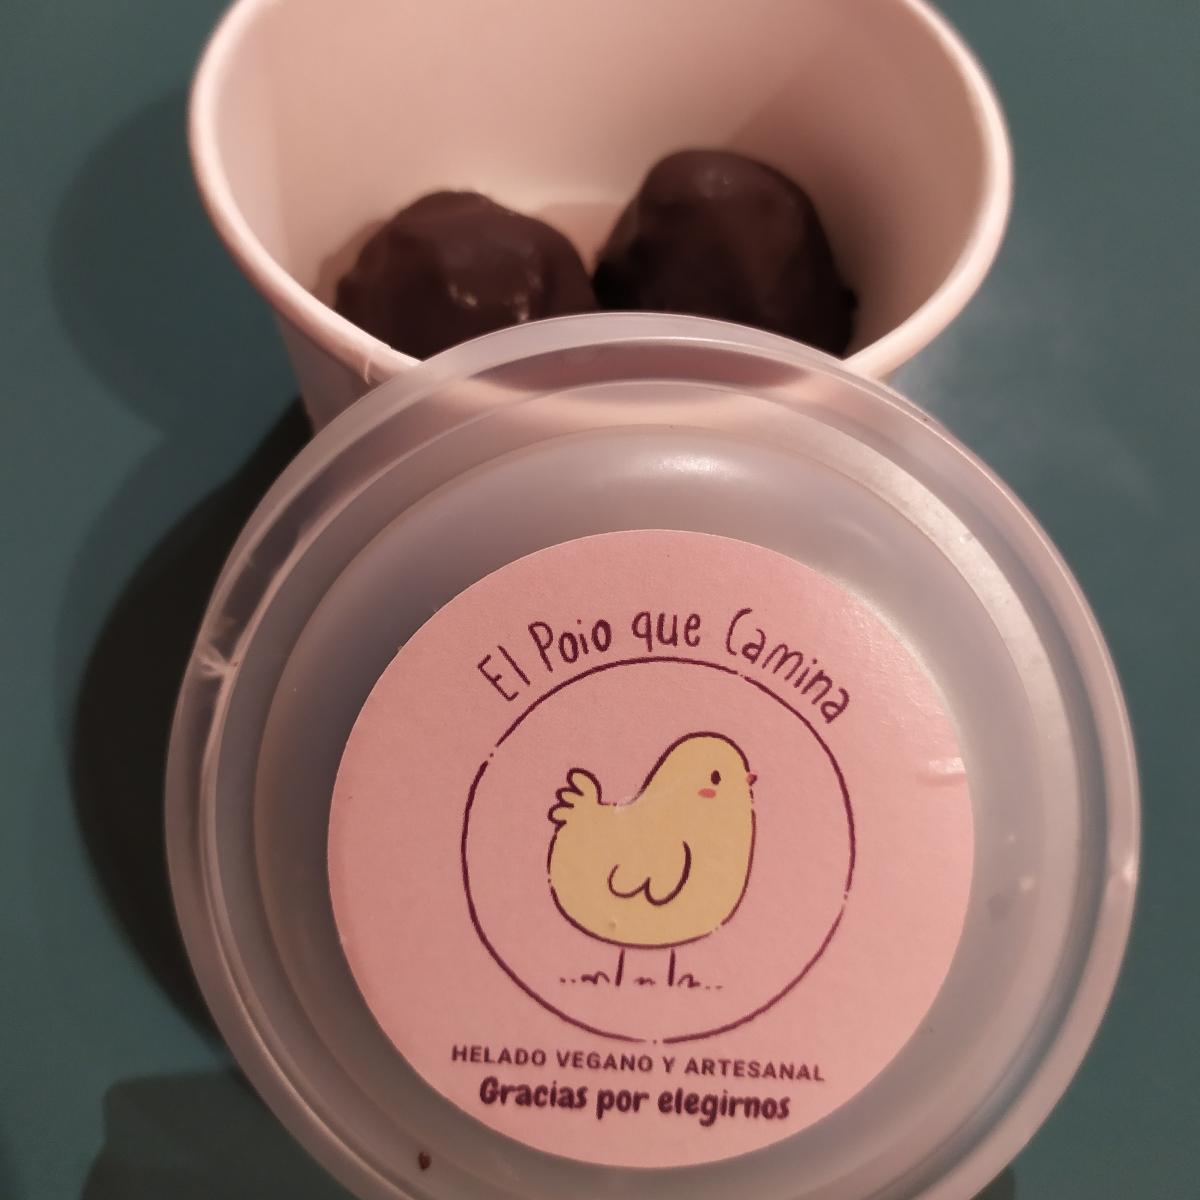 El Poio que Camina
HELADO VEGANO Y ARTESANAL
Gracias por elegirnos